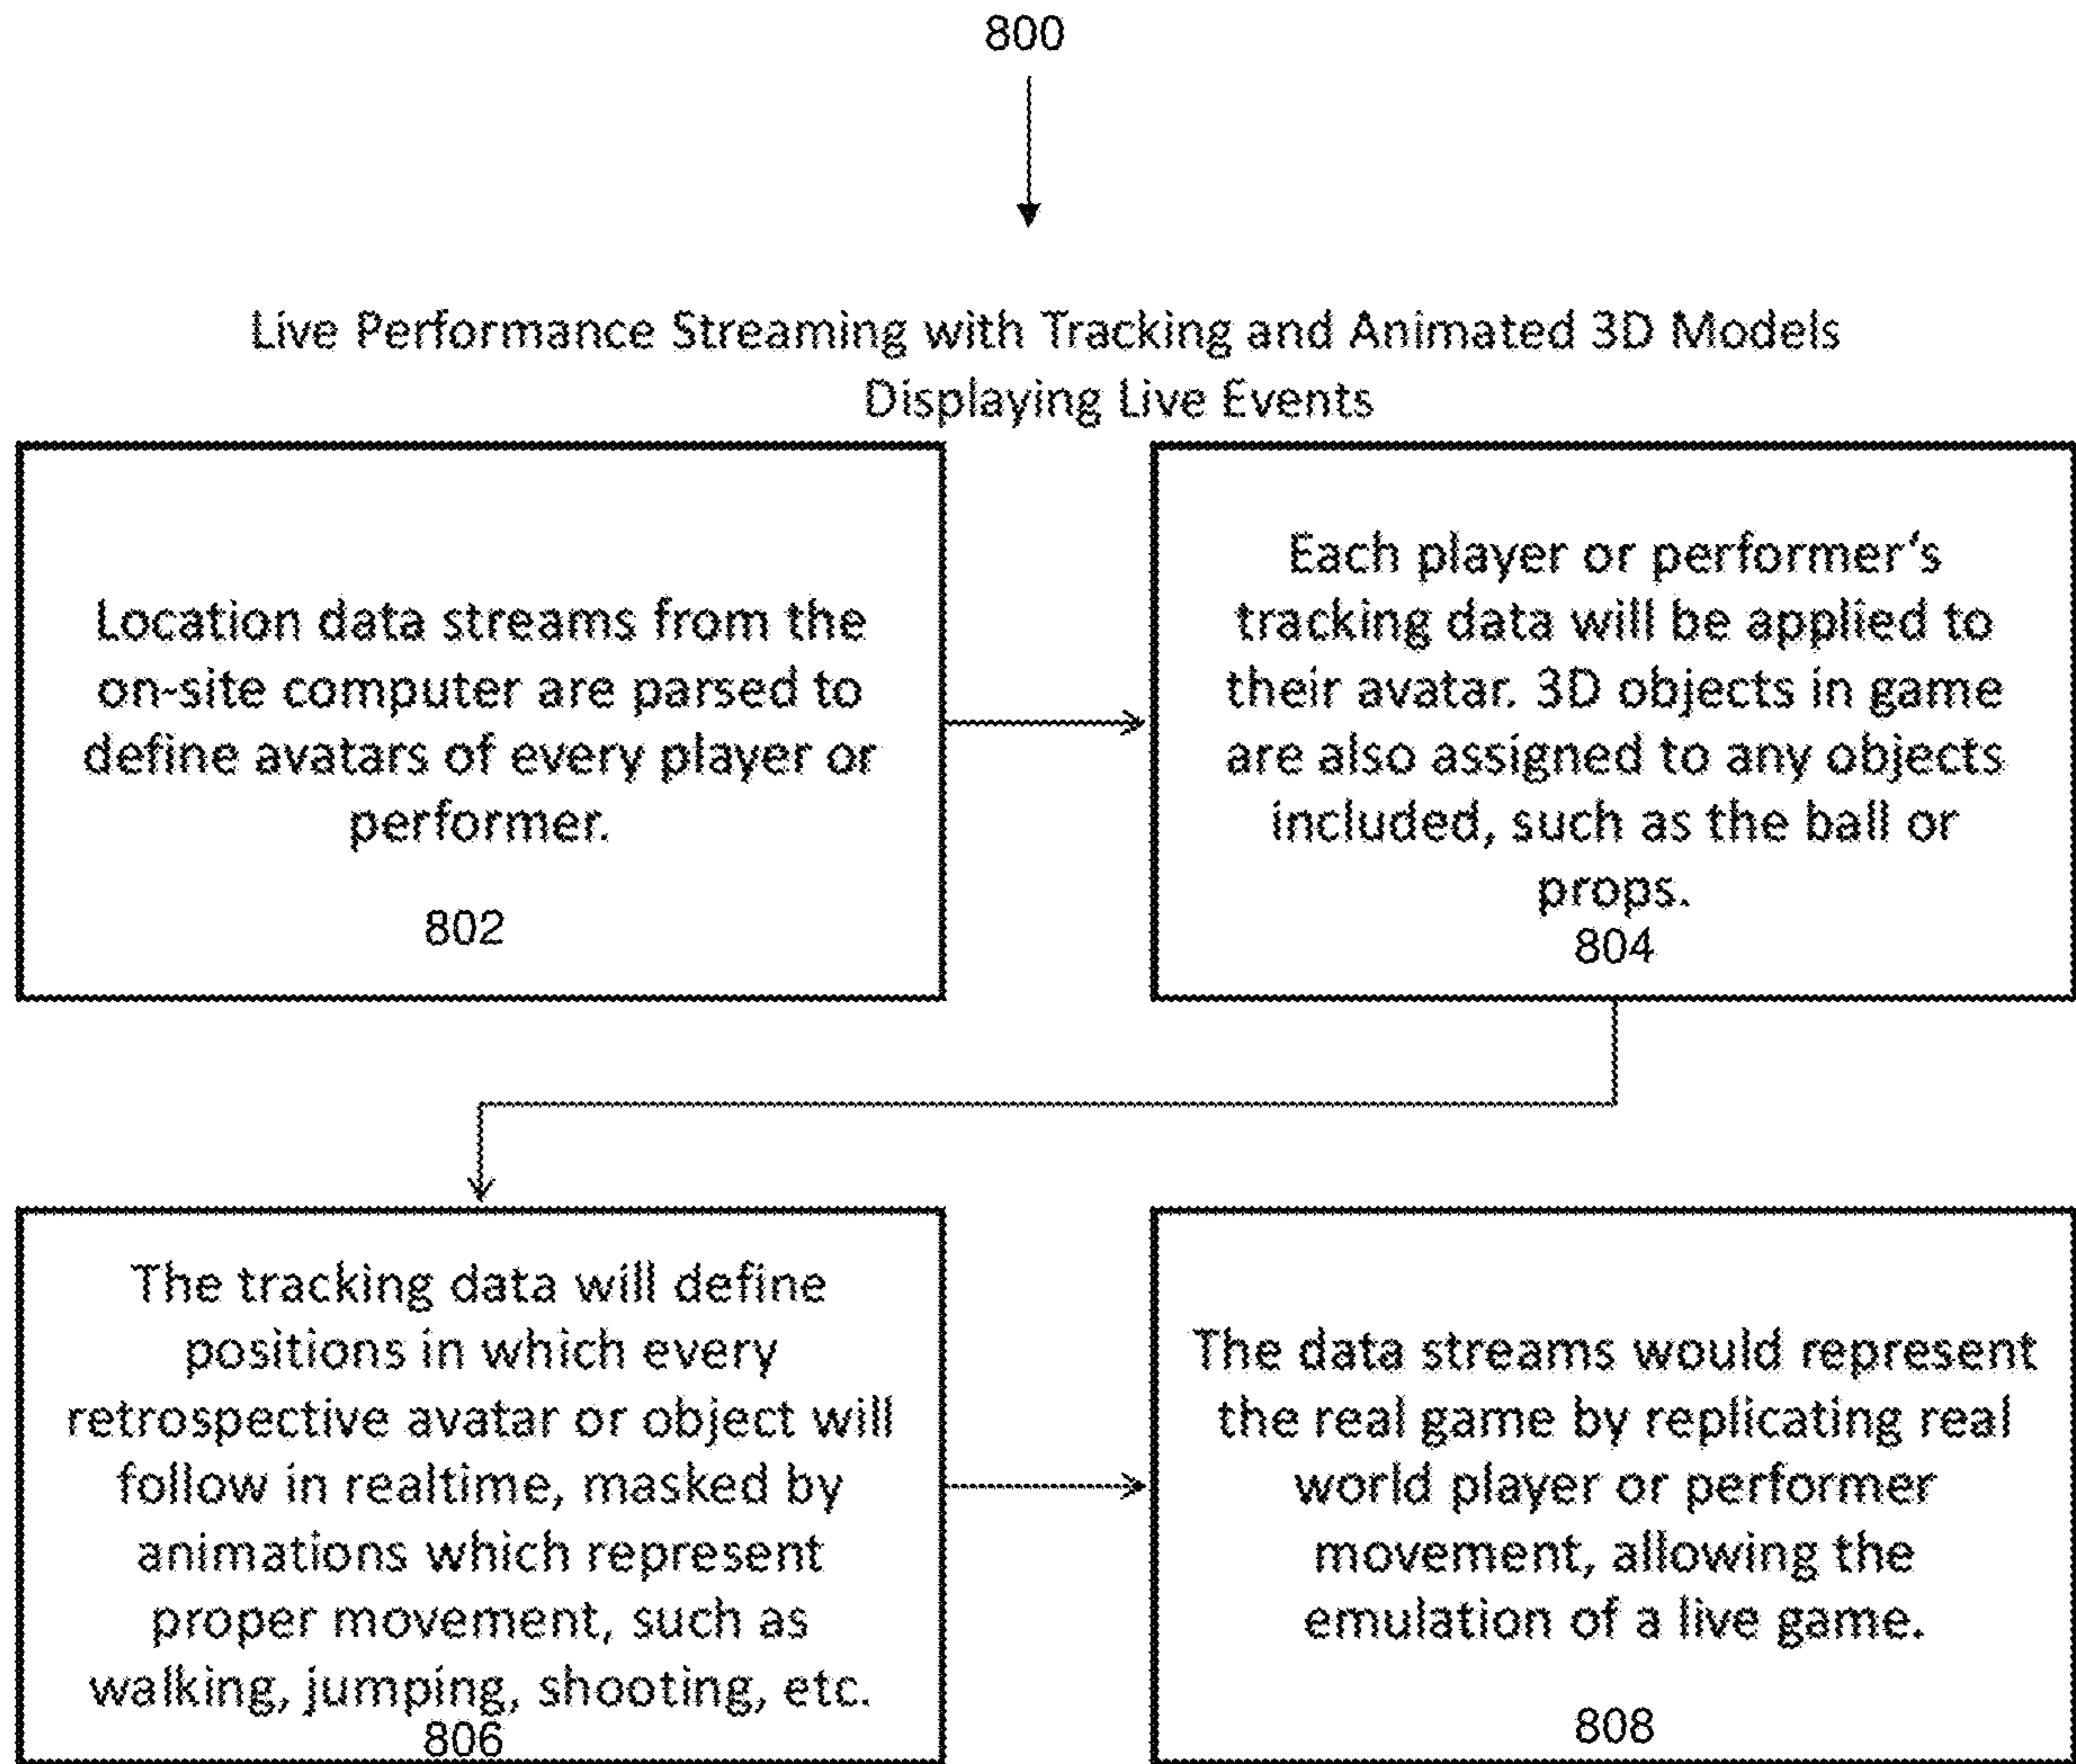 800
Live Performance Streaming with Tracking and Animated 3D Models
Displaying Live Events
Location data streams from the
on-site computer are parsed to
define avatars of every player or
performer.
802
Each player or performer‘s
tracking data will be applied to
their avatar. 3D objects in game
are also assigned to any objects
included, such as the ball or
props.
804
The tracking data will define
positions in which every
retrospective avatar or object will
follow in realtime, masked by
animations which represent
proper movement, such as
walking, jumping, shooting, etc.
806
The data streams would represent
the real game by replicating real
world player or performer
movement, allowing the
emulation of a live game.
808